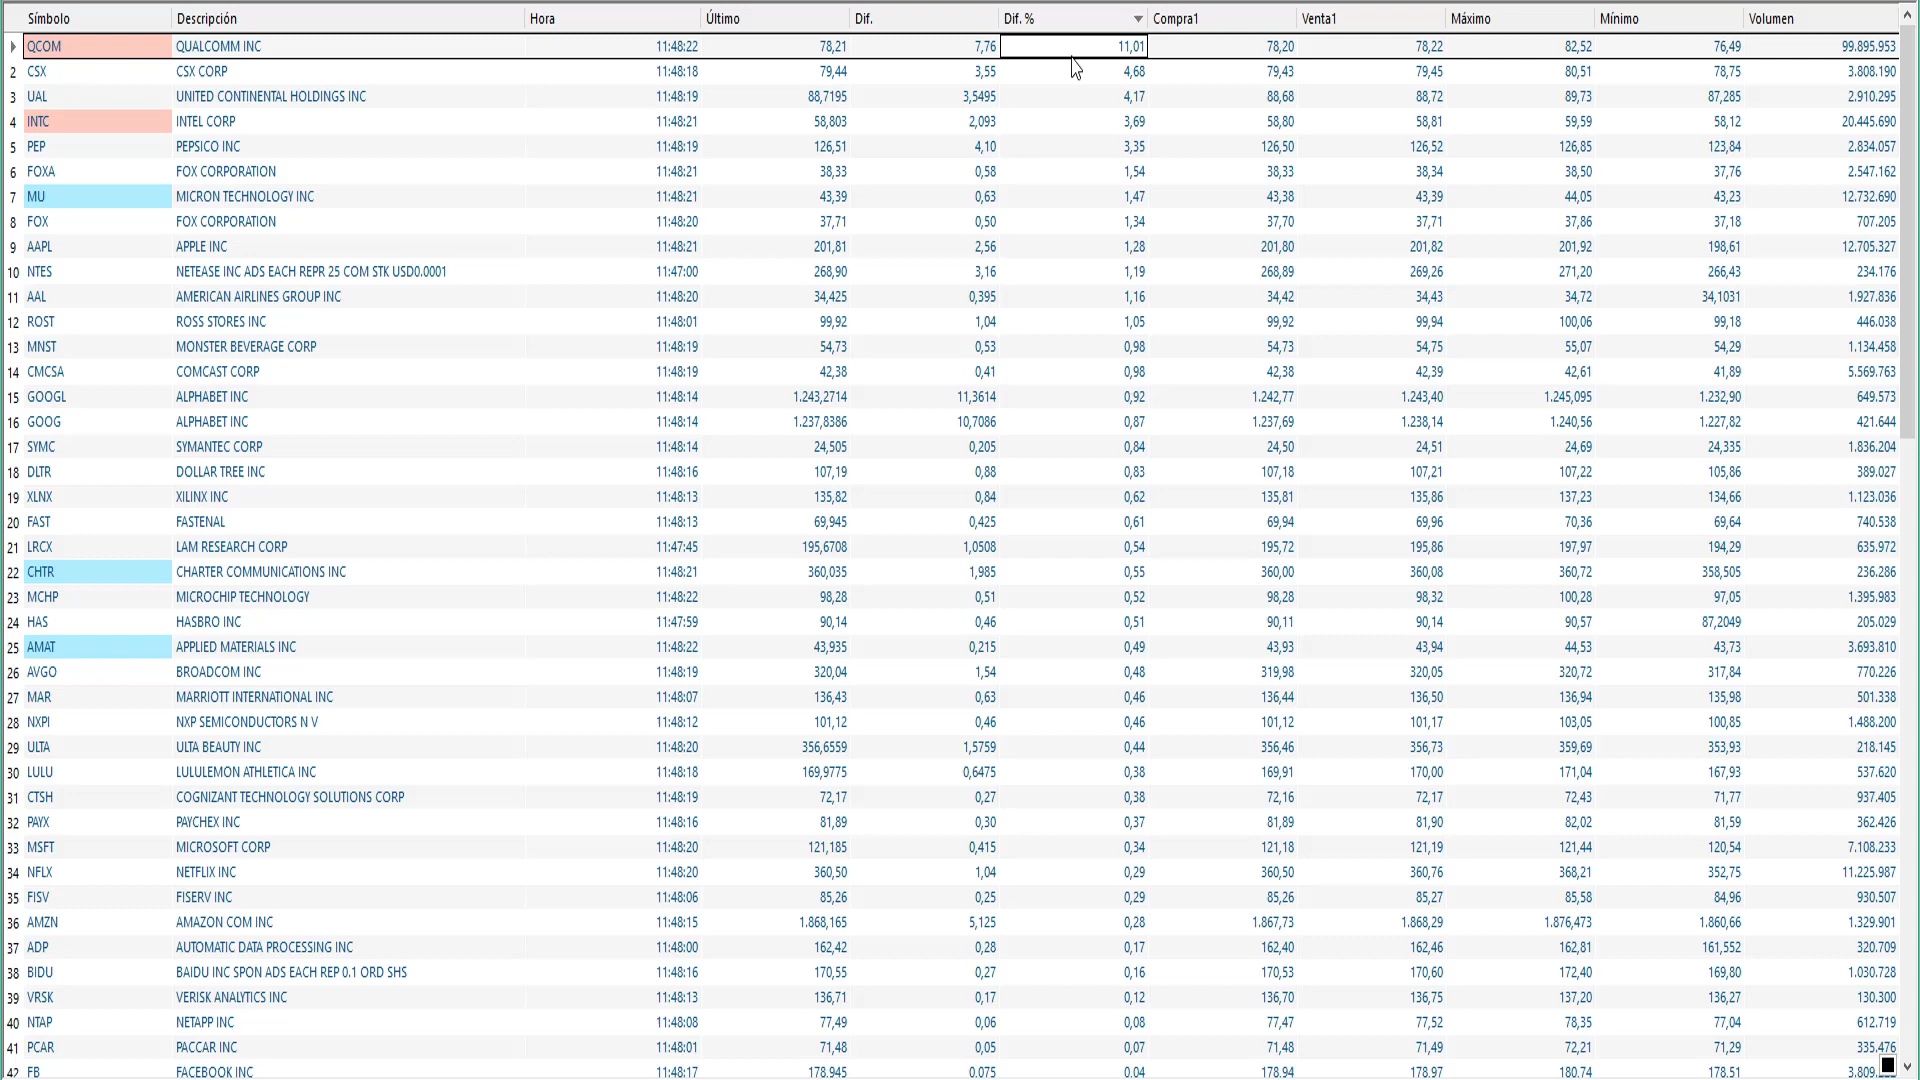 Símbolo Descripción Hora Último Dif. Dif. % Compra1 Venta1 Máximo Mínimo Volumen
QCOM QUALCOMM INC 11:48:22 78,21 7,76 11,01 78,20 78,22 82,52 76,49 99.895.953
2 CSX CSX CORP 11:48:18 79,44 3,55 4,68 79,43 79,45 80,51 78,75 3.808.190
3 UAL UNITED CONTINENTAL HOLDINGS INC 11:48:19 88,7195 3,5495 4,17 88,68 88,72 89,73 87,285 2.910.295
4 INTC INTEL CORP 11:48:21 58,803 2,093 3,69 58,80 58,81 59,59 58,12 20.445.690
5 PEP PEPSICO INC 11:48:19 126,51 4,10 3,35 126,50 126,52 126,85 123,84 2.834.057
6 FOXA FOX CORPORATION 11:48:21 38,33 0,58 1,54 38,33 38,34 38,50 37,76 2.547.162
7 MU MICRON TECHNOLOGY INC 11:48:21 43,39 0,63 1,47 43,38 43,39 44,05 43,23 12.732.690
8 FOX FOX CORPORATION 11:48:20 37,71 0,50 1,34 37,70 37,71 37,86 37,18 707.205
9 AAPL APPLE INC 11:48:21 201,81 2,56 1,28 201,80 201,82 201,92 198,61 12.705.327
10 NTES NETEASE INC ADS EACH REPR 25 COM STK USD0.0001 11:47:00 268,90 3,16 1,19 268,89 269,26 271,20 266,43 234.176
11 AAL AMERICAN AIRLINES GROUP INC 11:48:20 34,425 0,395 1,16 34,42 34,43 34,72 34,1031 1.927.836
12 ROST ROSS STORES INC 11:48:01 99,92 1,04 1,05 99,92 99,94 100,06 99,18 446.038
13 MNST MONSTER BEVERAGE CORP 11:48:19 54,73 0,53 0,98 54,73 54,75 55,07 54,29 1.134.458
14 CMCSA COMCAST CORP 11:48:19 42,38 0,41 0,98 42,38 42,39 42,61 41,89 5.569.763
15 GOOGL ALPHABET INC 11:48:14 1.243,2714 11,3614 0,92 1.242,77 1.243,40 1.245,095 1.232,90 649.573
16 GOOG ALPHABET INC 11:48:14 1.237,8386 10,7086 0,87 1.237,69 1.238,14 1.240,56 1.227,82 421.644
17 SYMC SYMANTEC CORP 11:48:14 24,505 0,205 0,84 24,50 24,51 24,69 24,335 1.836.204
18 DLTR DOLLAR TREE INC 11:48:16 107,19 0,88 0,83 107,18 107,21 107,22 105,86 389.027
19 XLNX XILINX INC 11:48:13 135,82 0,84 0,62 135,81 135,86 137,23 134,66 1.123.036
20 FAST FASTENAL 11:48:13 69,945 0,425 0,61 69,94 69,96 70,36 69,64 740.538
21 LRCX LAM RESEARCH CORP 11:47:45 195,6708 1,0508 0,54 195,72 195,86 197,97 194,29 635.972
22 CHTR CHARTER COMMUNICATIONS INC 11:48:21 360,035 1,985 0,55 360,00 360,08 360,72 358,505 236.286
23 MCHP MICROCHIP TECHNOLOGY 11:48:22 98,28 0,51 0,52 98,28 98,32 100,28 97,05 1.395.983
24 HAS HASBRO INC 11:47:59 90,14 0,46 0,51 90,11 90,14 90,57 87,2049 205.029
25 AMAT APPLIED MATERIALS INC 11:48:22 43,935 0,215 0,49 43,93 43,94 44,53 43,73 3.693.810
26 AVGO BROADCOM INC 11:48:19 320,04 1,54 0,48 319,98 320,05 320,72 317,84 770.226
27 MAR MARRIOTT INTERNATIONAL INC 11:48:07 136,43 0,63 0,46 136,44 136,50 136,94 135,98 501.338
28 NXPI NXP SEMICONDUCTORS N V 11:48:12 101,12 0,46 0,46 101,12 101,17 103,05 100,85 1.488.200
29 ULTA ULTA BEAUTY INC 11:48:20 356,6559 1,5759 0,44 356,46 356,73 359,69 353,93 218.145
30 LULU LULULEMON ATHLETICA INC 11:48:18 169,9775 0,6475 0,38 169,91 170,00 171,04 167,93 537.620
31 CTSH COGNIZANT TECHNOLOGY SOLUTIONS CORP 11:48:19 72,17 0,27 0,38 72,16 72,17 72,43 71,77 937.405
32 PAYX PAYCHEX INC 11:48:16 81,89 0,30 0,37 81,89 81,90 82,02 81,59 362.426
33 MSFT MICROSOFT CORP 11:48:20 121,185 0,415 0,34 121,18 121,19 121,44 120,54 7.108.233
34 NFLX NETFLIX INC 11:48:20 360,50 1,04 0,29 360,50 360,76 368,21 352,75 11.225.987
35 FISV FISERV INC 11:48:06 85,26 0,25 0,29 85,26 85,27 85,58 84,96 930.507
36 AMZN AMAZON COM INC 11:48:15 1.868,165 5,125 0,28 1.867,73 1.868,29 1.876,473 1.860,66 1.329.901
37 ADP AUTOMATIC DATA PROCESSING INC 11:48:00 162,42 0,28 0,17 162,40 162,46 162,81 161,552 320.709
38 BIDU BAIDU INC SPON ADS EACH REP 0.1 ORD SHS 11:48:16 170,55 0,27 0,16 170,53 170,60 172,40 169,80 1.030.728
39 VRSK VERISK ANALYTICS INC 11:48:13 136,71 0,17 0,12 136,70 136,75 137,20 136,27 130.300
40 NTAP NETAPP INC 11:48:08 77,49 0,06 0,08 77,47 77,52 78,35 77,04 612.719
41 PCAR PACCAR INC 11:48:01 71,48 0,05 0,07 71,48 71,49 72,21 71,29 335.476
42 FB FACEBOOK INC 11:48:17 178,945 0,075 0,04 178,94 178,97 180,74 178,51